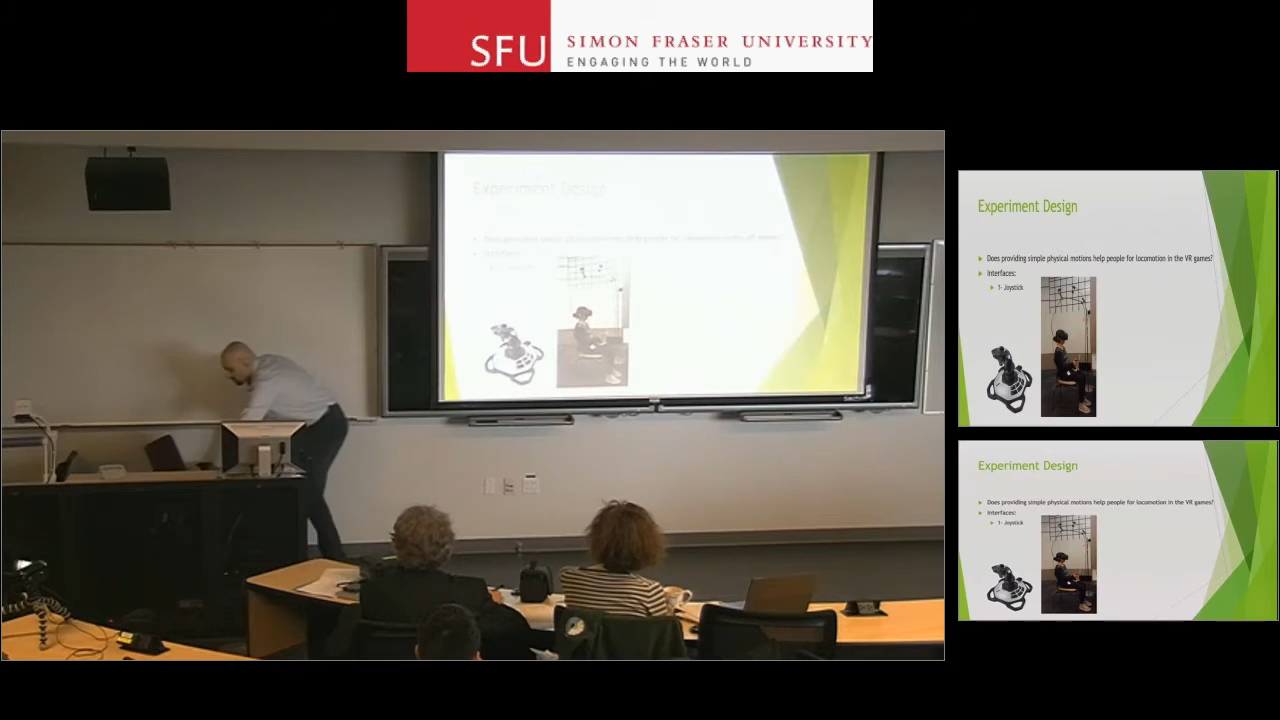 SFU
SIMON FRASER UNIVERSITY
ENGAGING THE WORLD
Experiment Design
Experiment Design
Does providing simple physical motions help people for locomotion in the VR games?
Interfaces:
1- Joystick
Experiment Design
Does providing simple physical motions help people for locomotion in the VR games?
Interfaces:
1- Joystick